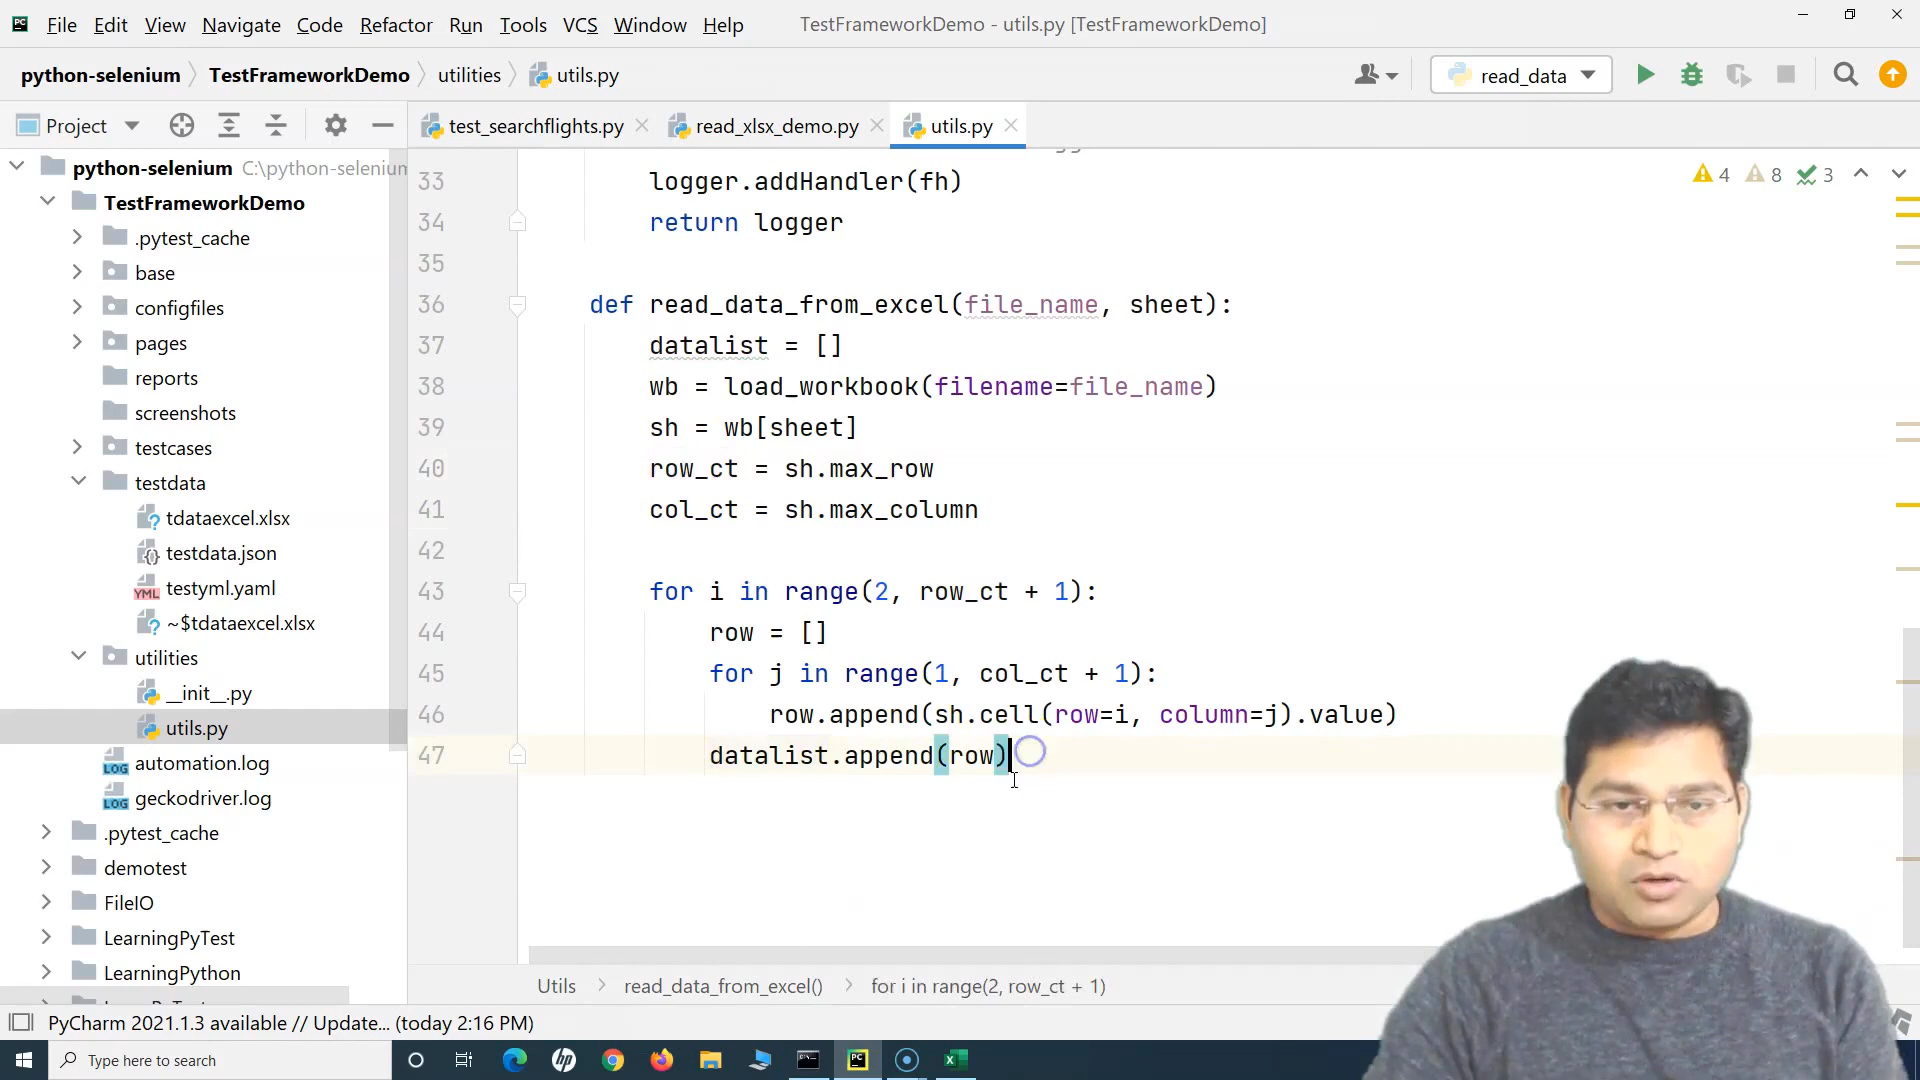 File Edit View Navigate Code Refactor Run Tools VCS Window Help TestFrameworkDemo - utils.py [TestFrameworkDemo]
python-selenium TestFrameworkDemo utilities utils.py read_data
Project test_searchflights.py read_xlsx_demo.py utils.py
python-selenium C:\python-selenium
TestFrameworkDemo
.pytest_cache
base
configfiles
pages
reports
screenshots
testcases
testdata
tdataexcel.xlsx
testdata.json
testyml.yaml
~$tdataexcel.xlsx
utilities
__init__.py
utils.py
automation.log
geckodriver.log
.pytest_cache
demotest
FileIO
LearningPyTest
LearningPython
4 8 3
33 logger.addHandler(fh)
34 return logger
35
36 def read_data_from_excel(file_name, sheet):
37 datalist = []
38 wb = load_workbook(filename=file_name)
39 sh = wb[sheet]
40 row_ct = sh.max_row
41 col_ct = sh.max_column
42
43 for i in range(2, row_ct + 1):
44 row = []
45 for j in range(1, col_ct + 1):
46 row.append(sh.cell(row=i, column=j).value)
47 datalist.append(row)
Utils read_data_from_excel() for i in range(2, row_ct + 1)
PyCharm 2021.1.3 available // Update... (today 2:16 PM)
Type here to search